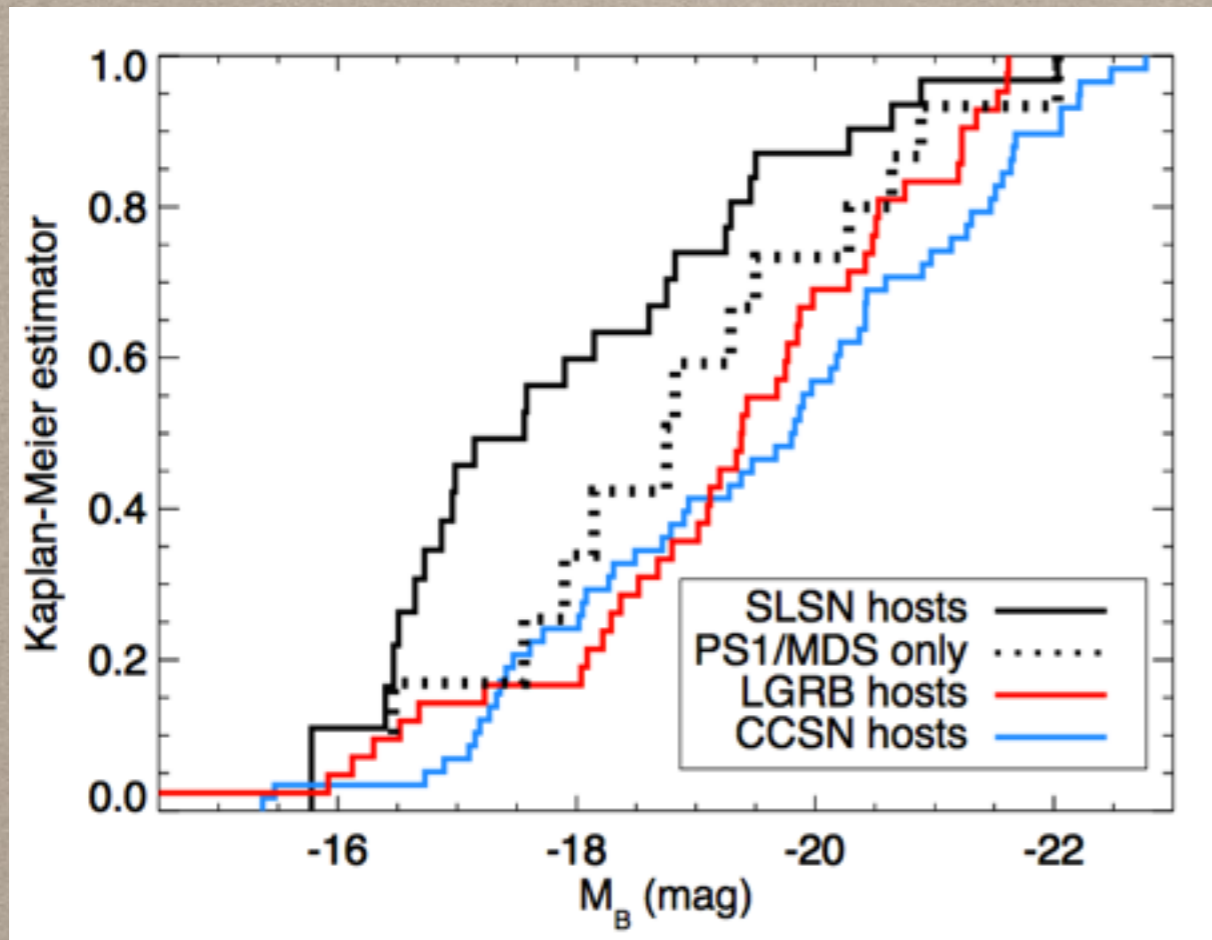 1.0
0.8
0.6
0.4
0.2
0.0
Kaplan-Meier estimator
SLSN hosts
PS1/MDS only
LGRB hosts
CCSN hosts
-16 -18 -20 -22
M_B (mag)